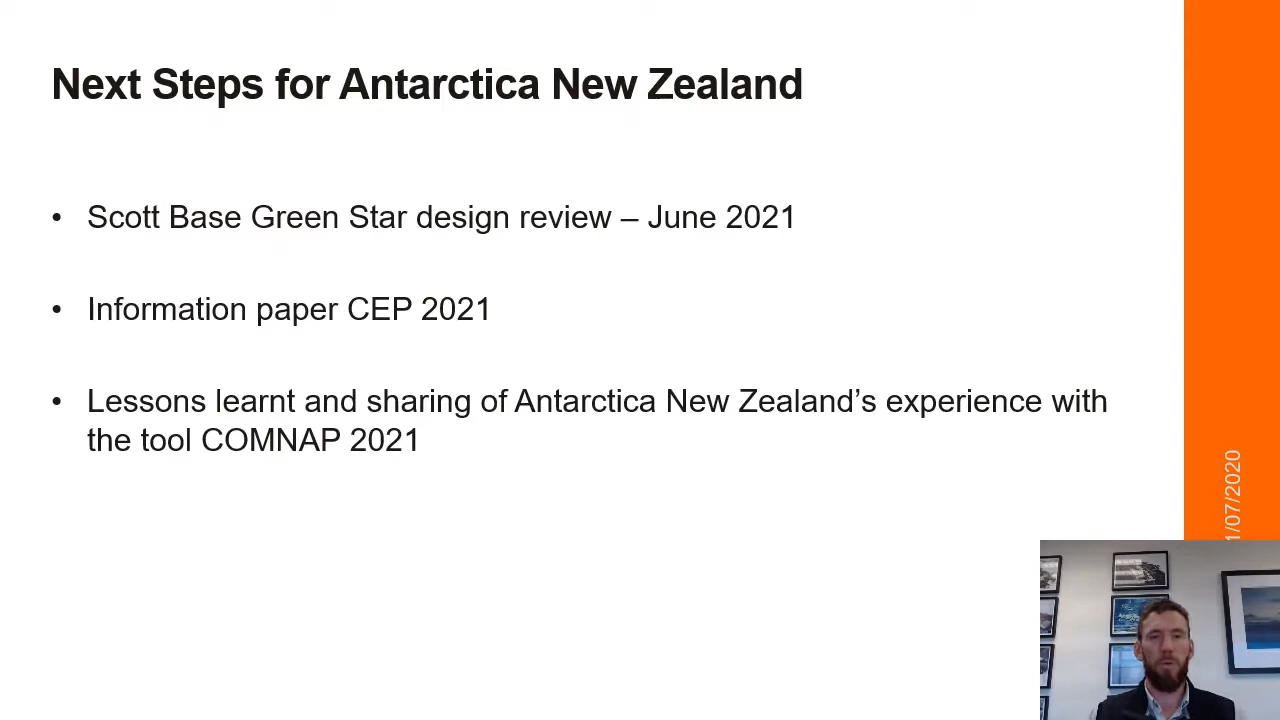 Next Steps for Antarctica New Zealand
• Scott Base Green Star design review – June 2021
• Information paper CEP 2021
• Lessons learnt and sharing of Antarctica New Zealand’s experience with
the tool COMNAP 2021
/07/2020